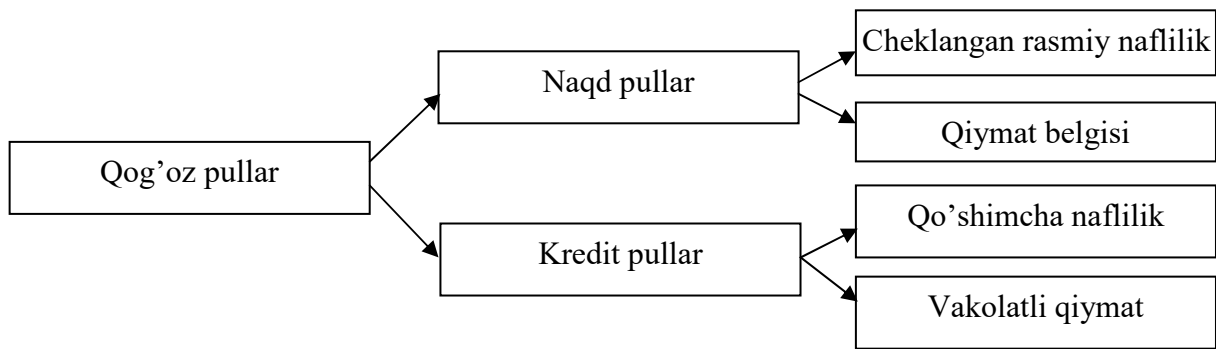 Qog’oz pullar
Naqd pullar
Kredit pullar
Cheklangan rasmiy naflilik
Qiymat belgisi
Qo’shimcha naflilik
Vakolatli qiymat